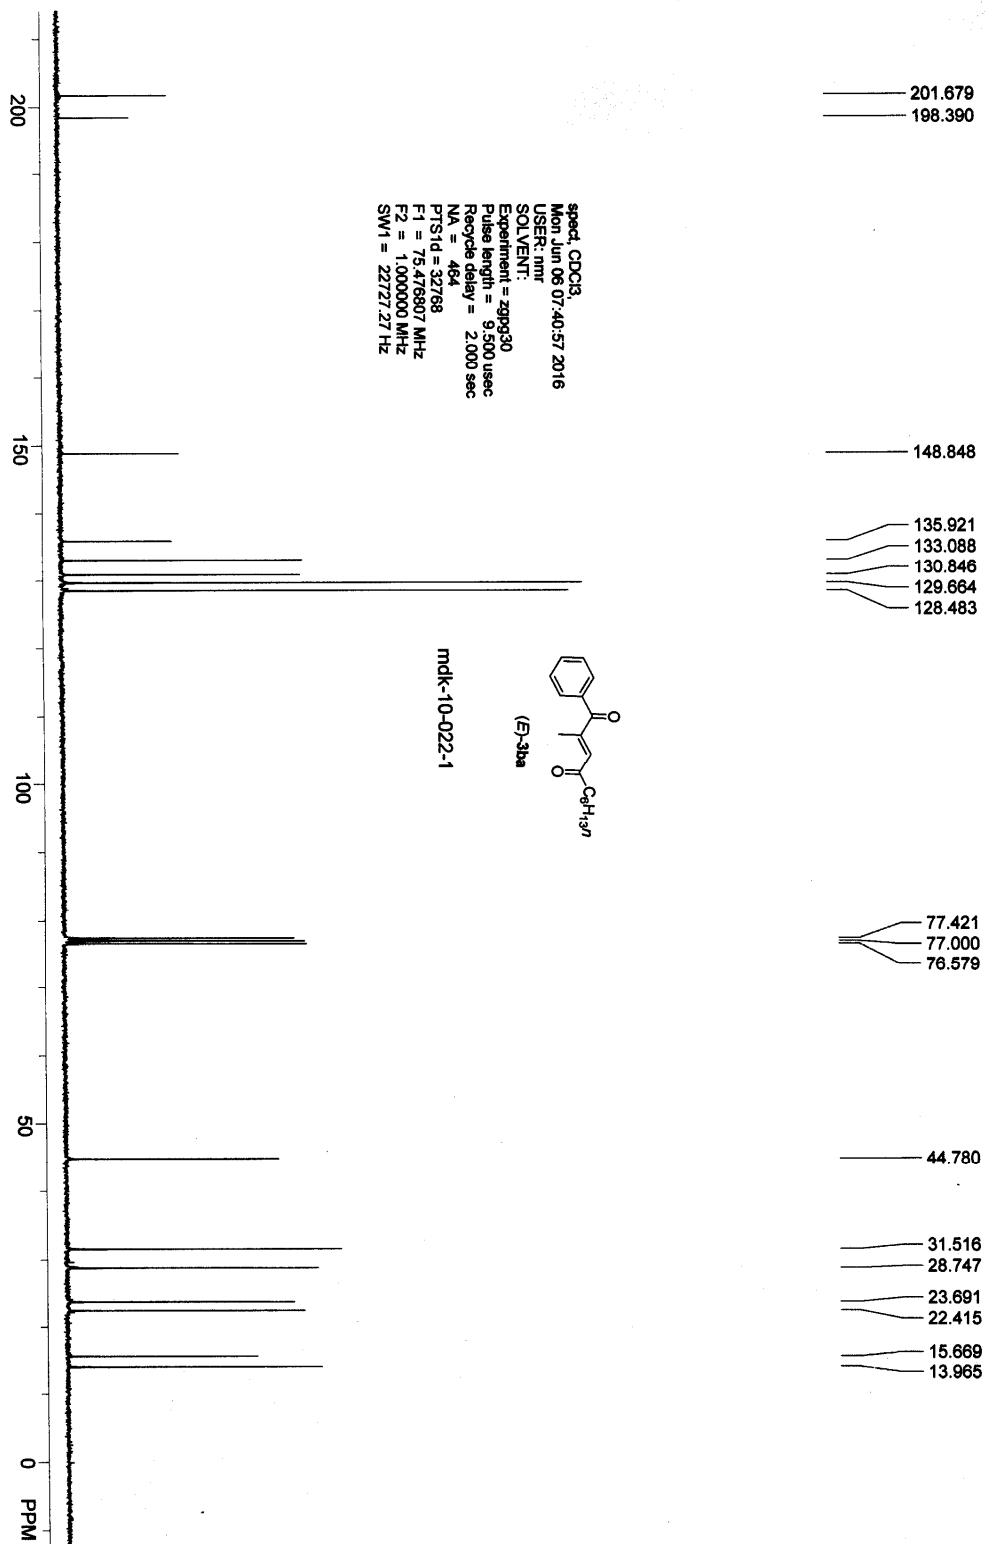 201.679
198.390
148.848
135.921
133.088
130.846
129.664
128.483
77.421
77.000
76.579
44.780
31.516
28.747
23.691
22.415
15.669
13.965
spect, CDCl3,
Mon Jun 06 07:40:57 2016
USER: nmr
SOLVENT:
Experiment = zgpg30
Pulse length = 9.500 usec
Recycle delay = 2.000 sec
NA = 464
PTS1d = 32768
F1 = 75.476807 MHz
F2 = 1.000000 MHz
SW1 = 22727.27 Hz
O
O
C6H13n
(E)-3ba
mdk-10-022-1
200
150
100
50
0
PPM